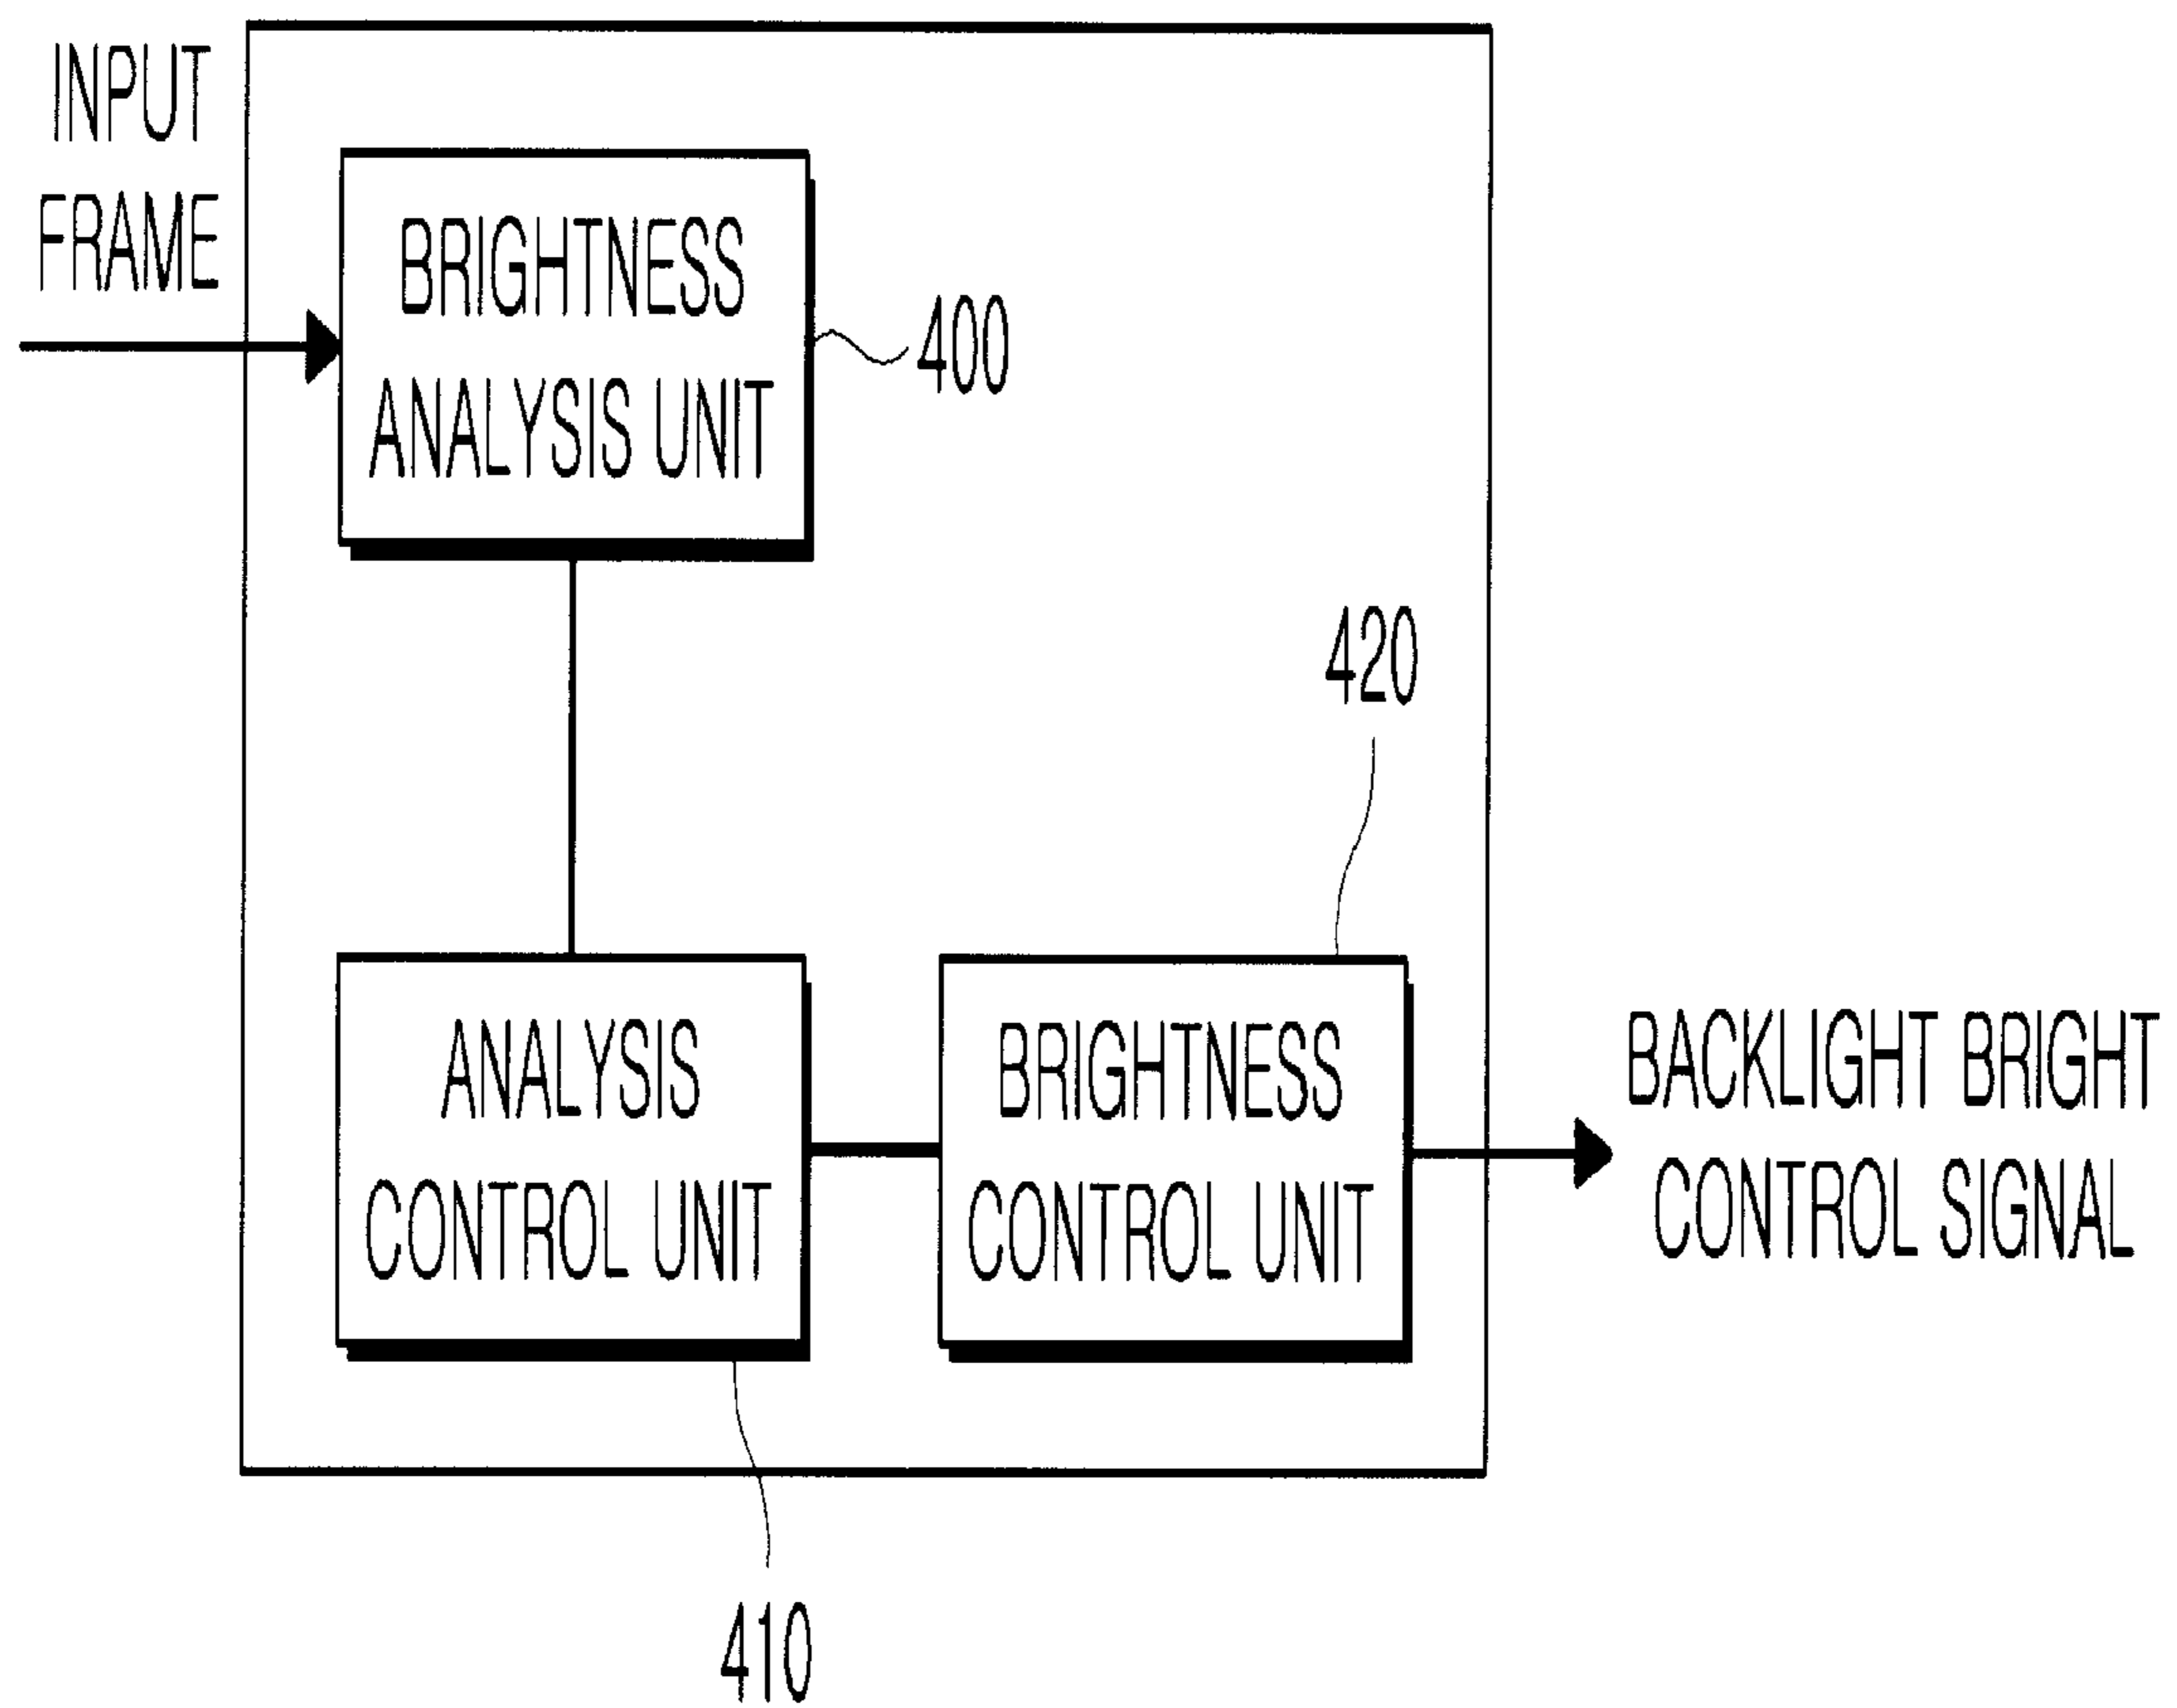 INPUT
FRAME
BRIGHTNESS
ANALYSIS UNIT
400
420
ANALYSIS
CONTROL UNIT
BRIGHTNESS
CONTROL UNIT
BACKLIGHT BRIGHT
CONTROL SIGNAL
410